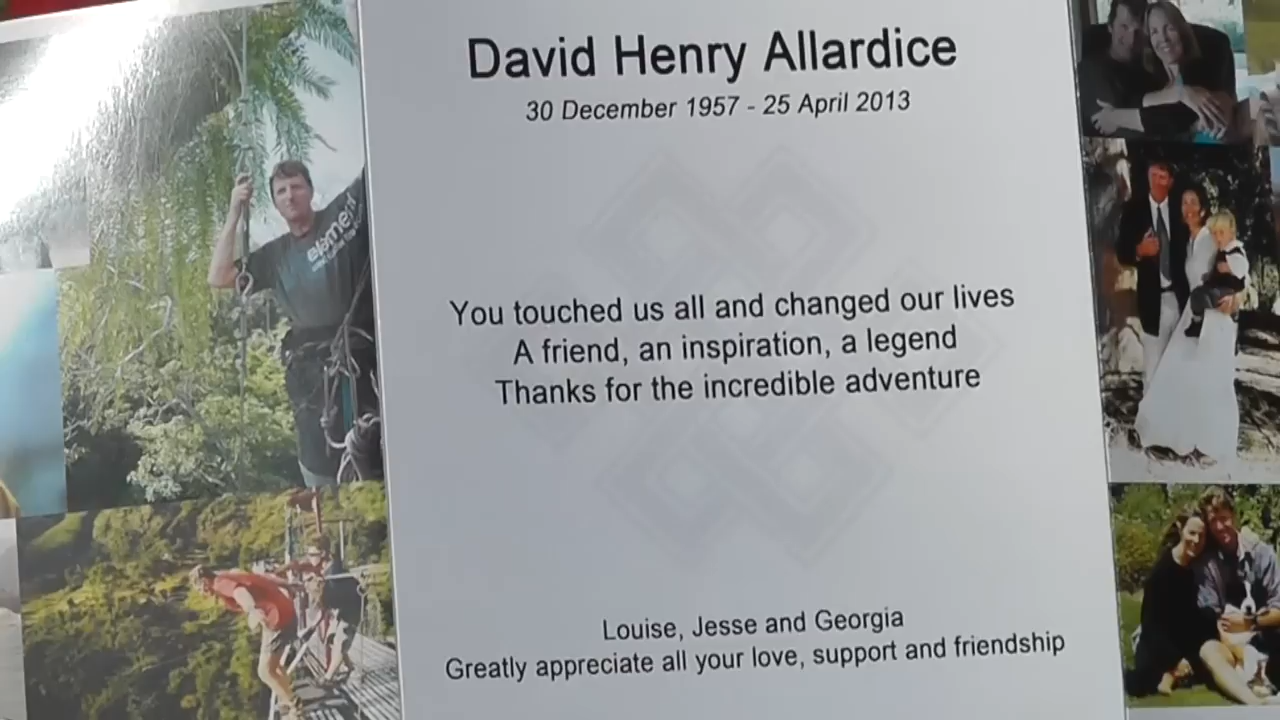 David Henry Allardice
30 December 1957 - 25 April 2013
You touched us all and changed our lives
A friend, an inspiration, a legend
Thanks for the incredible adventure
Louise, Jesse and Georgia
Greatly appreciate all your love, support and friendship
element